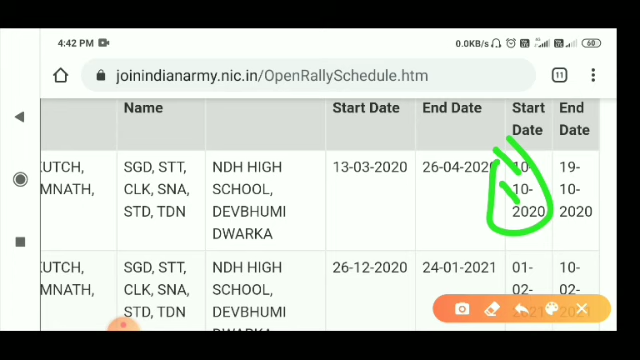 4:42 PM 0.0KB/s 60
joinindianarmy.nic.in/OpenRallySchedule.htm 11
Name Start Date End Date Start Date End Date
KUTCH, SGD, STT, NDH HIGH 13-03-2020 26-04-2020 10- 19-
MNATH, CLK, SNA, SCHOOL, 10- 10-
STD, TDN DEVBHUMI 2020 2020
DWARKA
KUTCH, SGD, STT, NDH HIGH 26-12-2020 24-01-2021 01- 10-
MNATH, CLK, SNA, SCHOOL, 02- 02-
STD, TDN DEVBHUMI 2021 2021
DWARKA